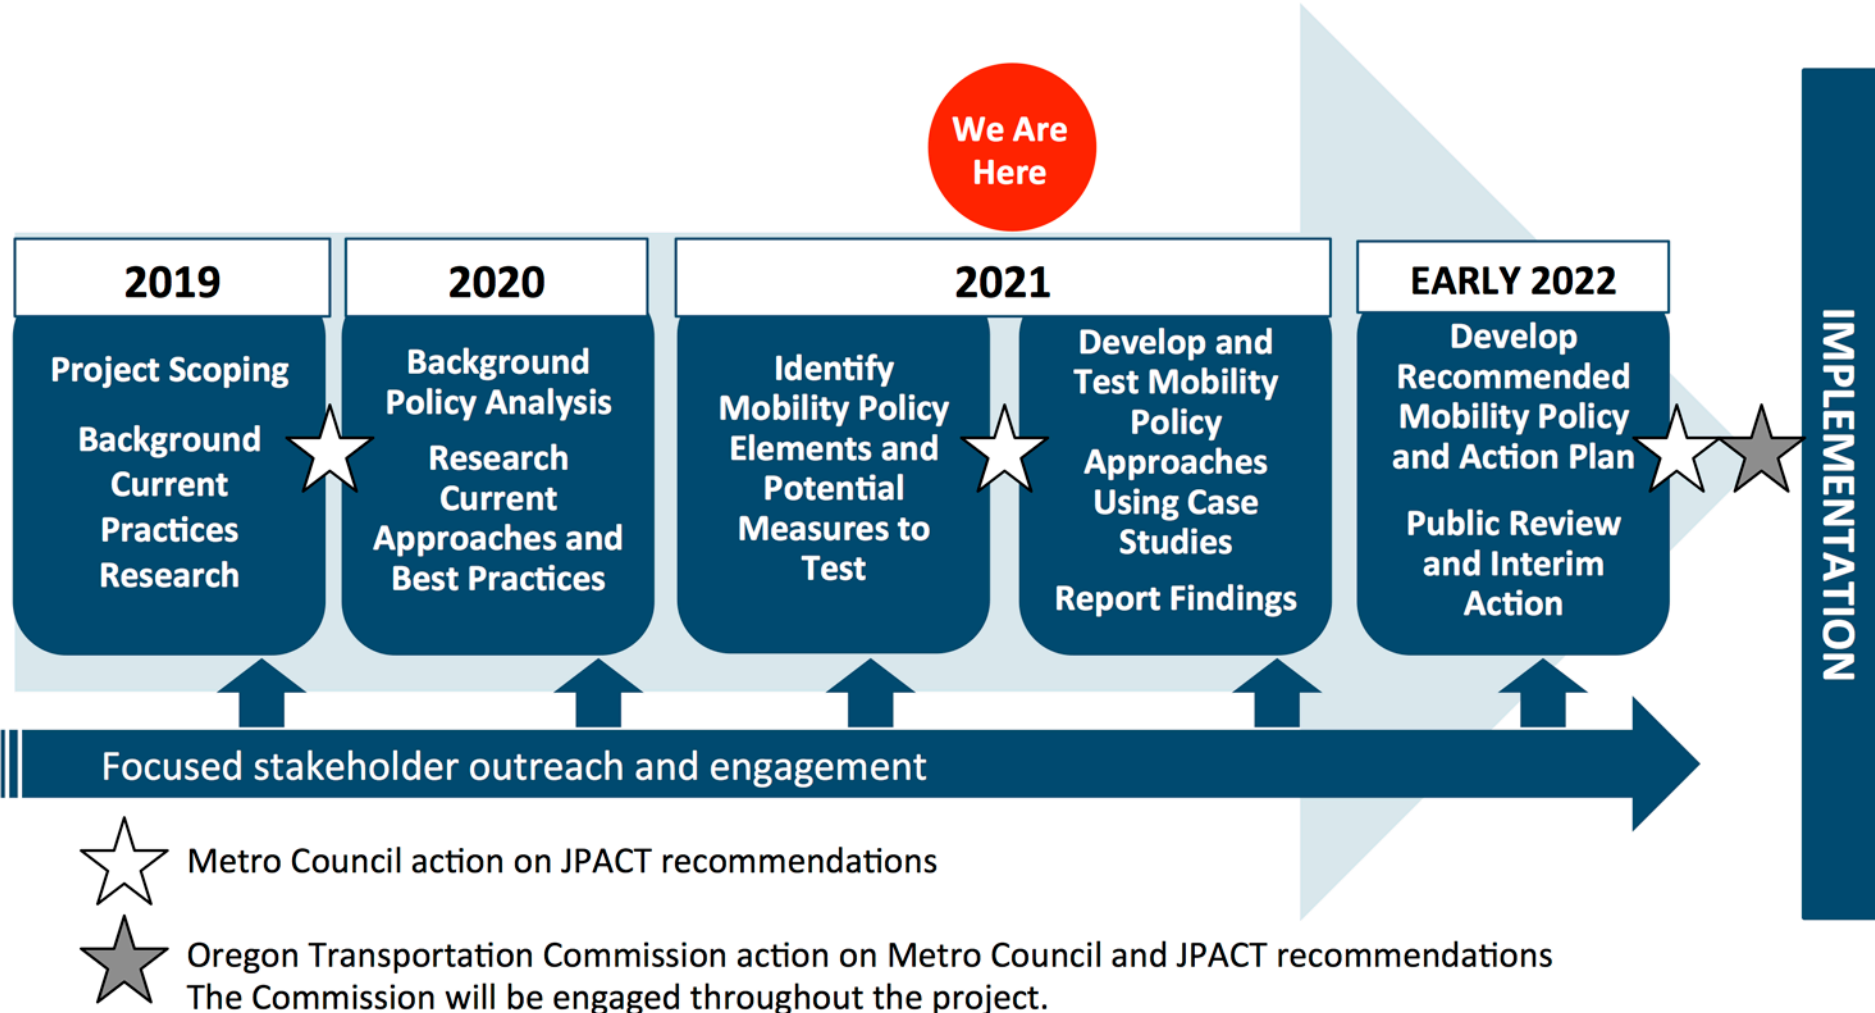 We Are
Here
2019
Project Scoping
Background
Current
Practices
Research
2020
Background
Policy Analysis
Research
Current
Approaches and
Best Practices
2021
Identify
Mobility Policy
Elements and
Potential
Measures to
Test
Develop and
Test Mobility
Policy
Approaches
Using Case
Studies
Report Findings
EARLY 2022
Develop
Recommended
Mobility Policy
and Action Plan
Public Review
and Interim
Action
IMPLEMENTATION
Focused stakeholder outreach and engagement
Metro Council action on JPACT recommendations
Oregon Transportation Commission action on Metro Council and JPACT recommendations
The Commission will be engaged throughout the project.